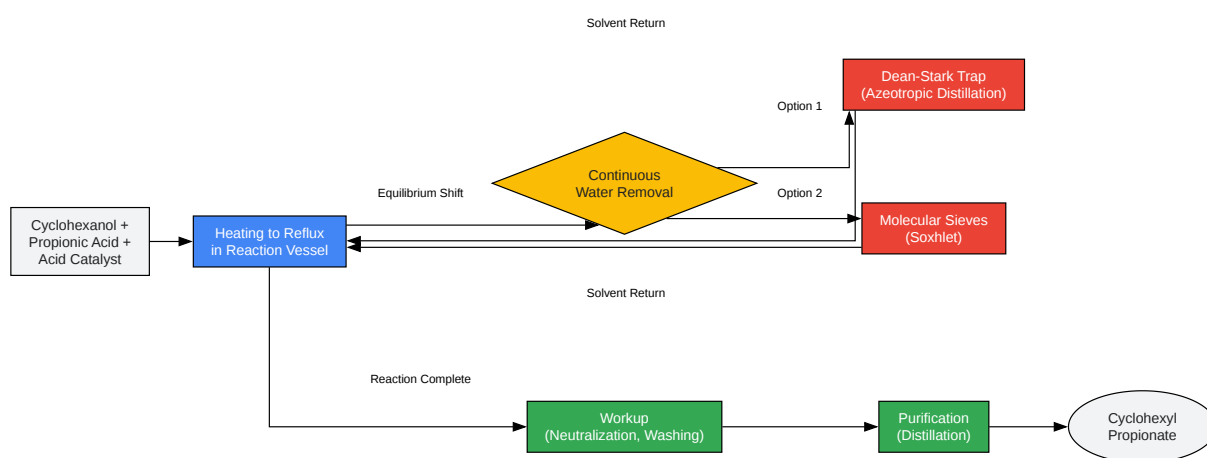 Solvent Return
Dean-Stark Trap
(Azeotropic Distillation)
Option 1
Continuous
Water Removal
Equilibrium Shift
Option 2
Cyclohexanol +
Propionic Acid +
Acid Catalyst
Heating to Reflux
in Reaction Vessel
Molecular Sieves
(Soxhlet)
Solvent Return
Reaction Complete
Workup
(Neutralization, Washing)
Purification
(Distillation)
Cyclohexyl
Propionate